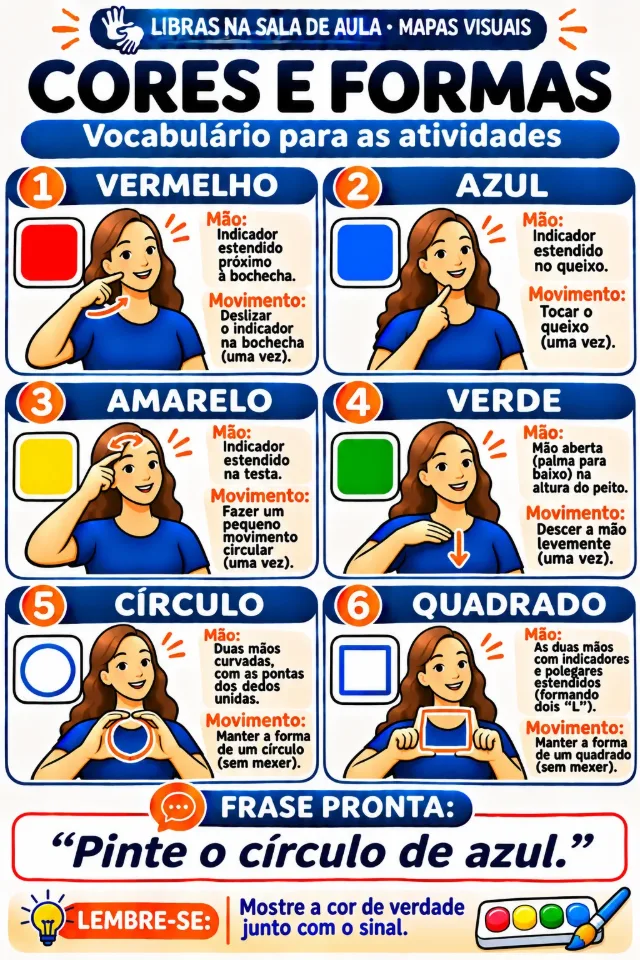 LIBRAS NA SALA DE AULA • MAPAS VISUAIS
CORES E FORMAS
Vocabulário para as atividades
1 VERMELHO
Mão:
Indicador
estendido
próximo
à bochecha.
Movimento:
Deslizar
o indicador
na bochecha
(uma vez).
2 AZUL
Mão:
Indicador
estendido
no queixo.
Movimento:
Tocar o
queixo
(uma vez).
3 AMARELO
Mão:
Indicador
estendido
na testa.
Movimento:
Fazer um
pequeno
movimento
circular
(uma vez).
4 VERDE
Mão:
Mão aberta
(palma para
baixo) na
altura do peito.
Movimento:
Descer a mão
levemente
(uma vez).
5 CÍRCULO
Mão:
Duas mãos
curvadas,
com as pontas
dos dedos
unidas.
Movimento:
Manter a forma
de um círculo
(sem mexer).
6 QUADRADO
Mão:
As duas mãos
com indicadores
e polegares
estendidos
(formando
dois “L”).
Movimento:
Manter a forma
de um quadrado
(sem mexer).
FRASE PRONTA:
“Pinte o círculo de azul.”
LEMBRE-SE:
Mostre a cor de verdade
junto com o sinal.